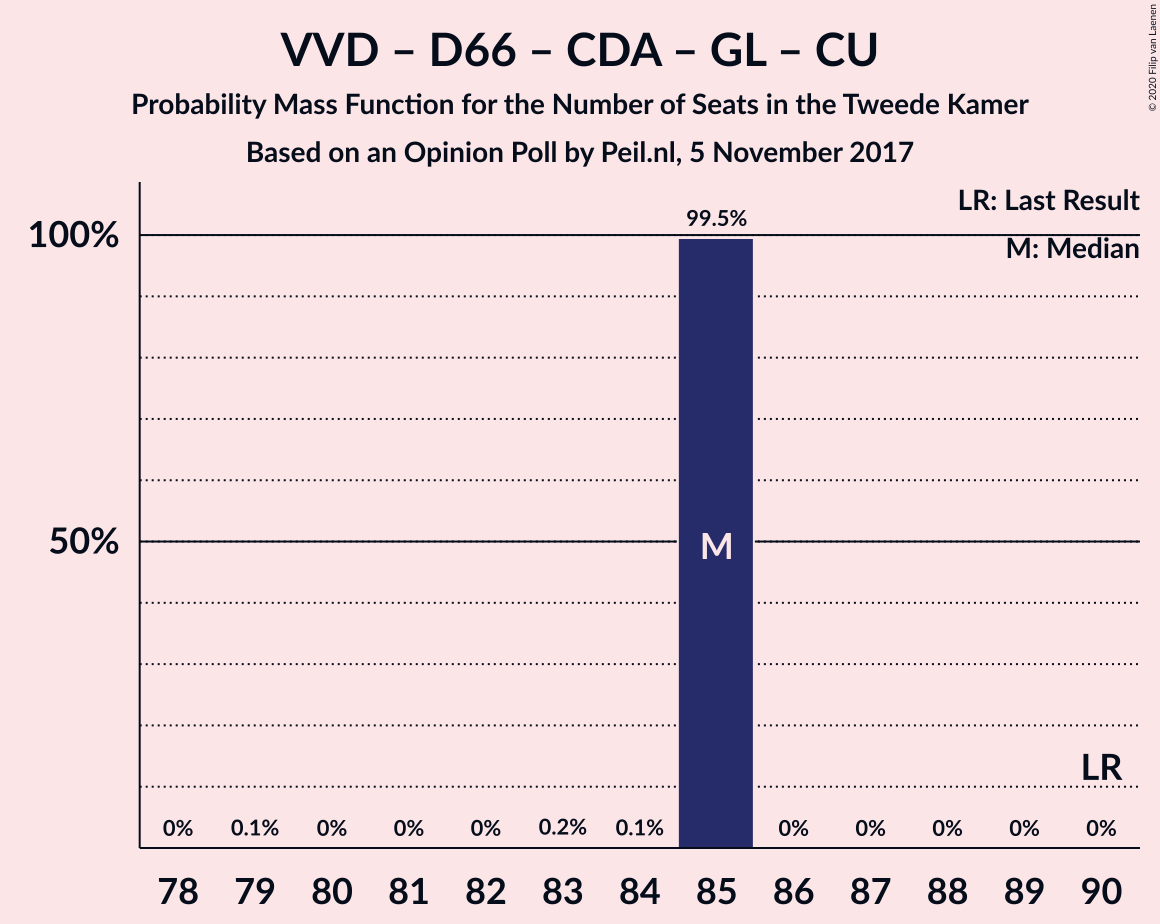 VVD – D66 – CDA – GL – CU
Probability Mass Function for the Number of Seats in the Tweede Kamer
Based on an Opinion Poll by Peil.nl, 5 November 2017
© 2020 Filip van Laenen
LR: Last Result
M: Median
99.5%
100%
50%
M
LR
0% 0.1% 0% 0% 0% 0.2% 0.1% 0% 0% 0% 0% 0%
78 79 80 81 82 83 84 85 86 87 88 89 90